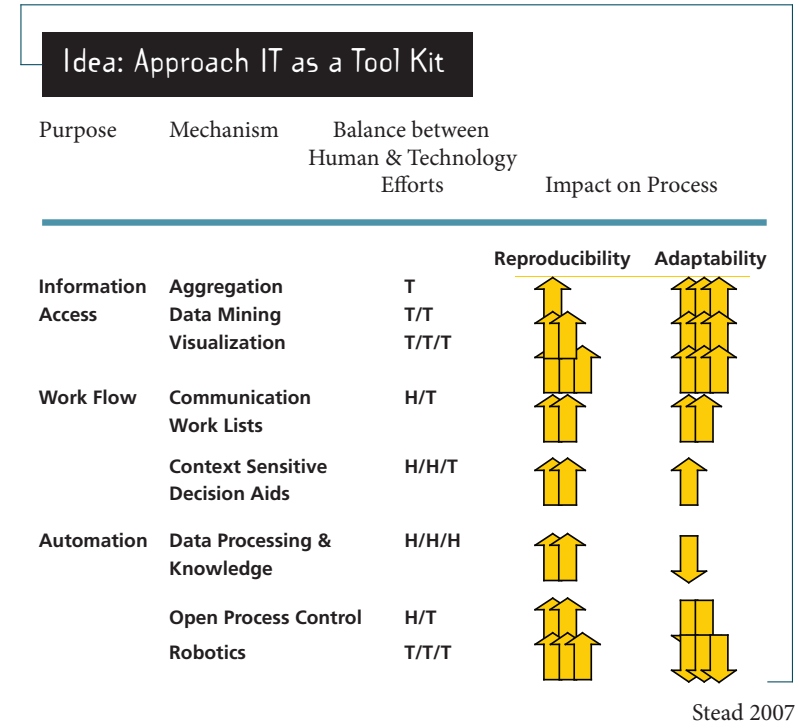 Idea: Approach IT as a Tool Kit
Purpose Mechanism Balance between
Human & Technology
Efforts Impact on Process
Reproducibility Adaptability
Information Aggregation T
Access Data Mining T/T
Visualization T/T/T
Work Flow Communication H/T
Work Lists
Context Sensitive H/H/T
Decision Aids
Automation Data Processing & H/H/H
Knowledge
Open Process Control H/T
Robotics T/T/T
Stead 2007